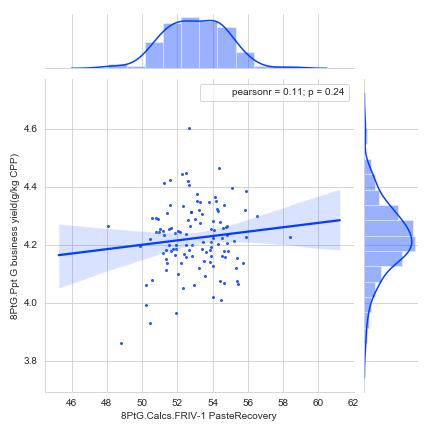 pearsonr = 0.11; p = 0.24
8PtG.Ppt G business yield(g/kg CPP)
4.6
4.4
4.2
4.0
3.8
46 48 50 52 54 56 58 60 62
8PtG.Calcs.FRIV-1 PasteRecovery